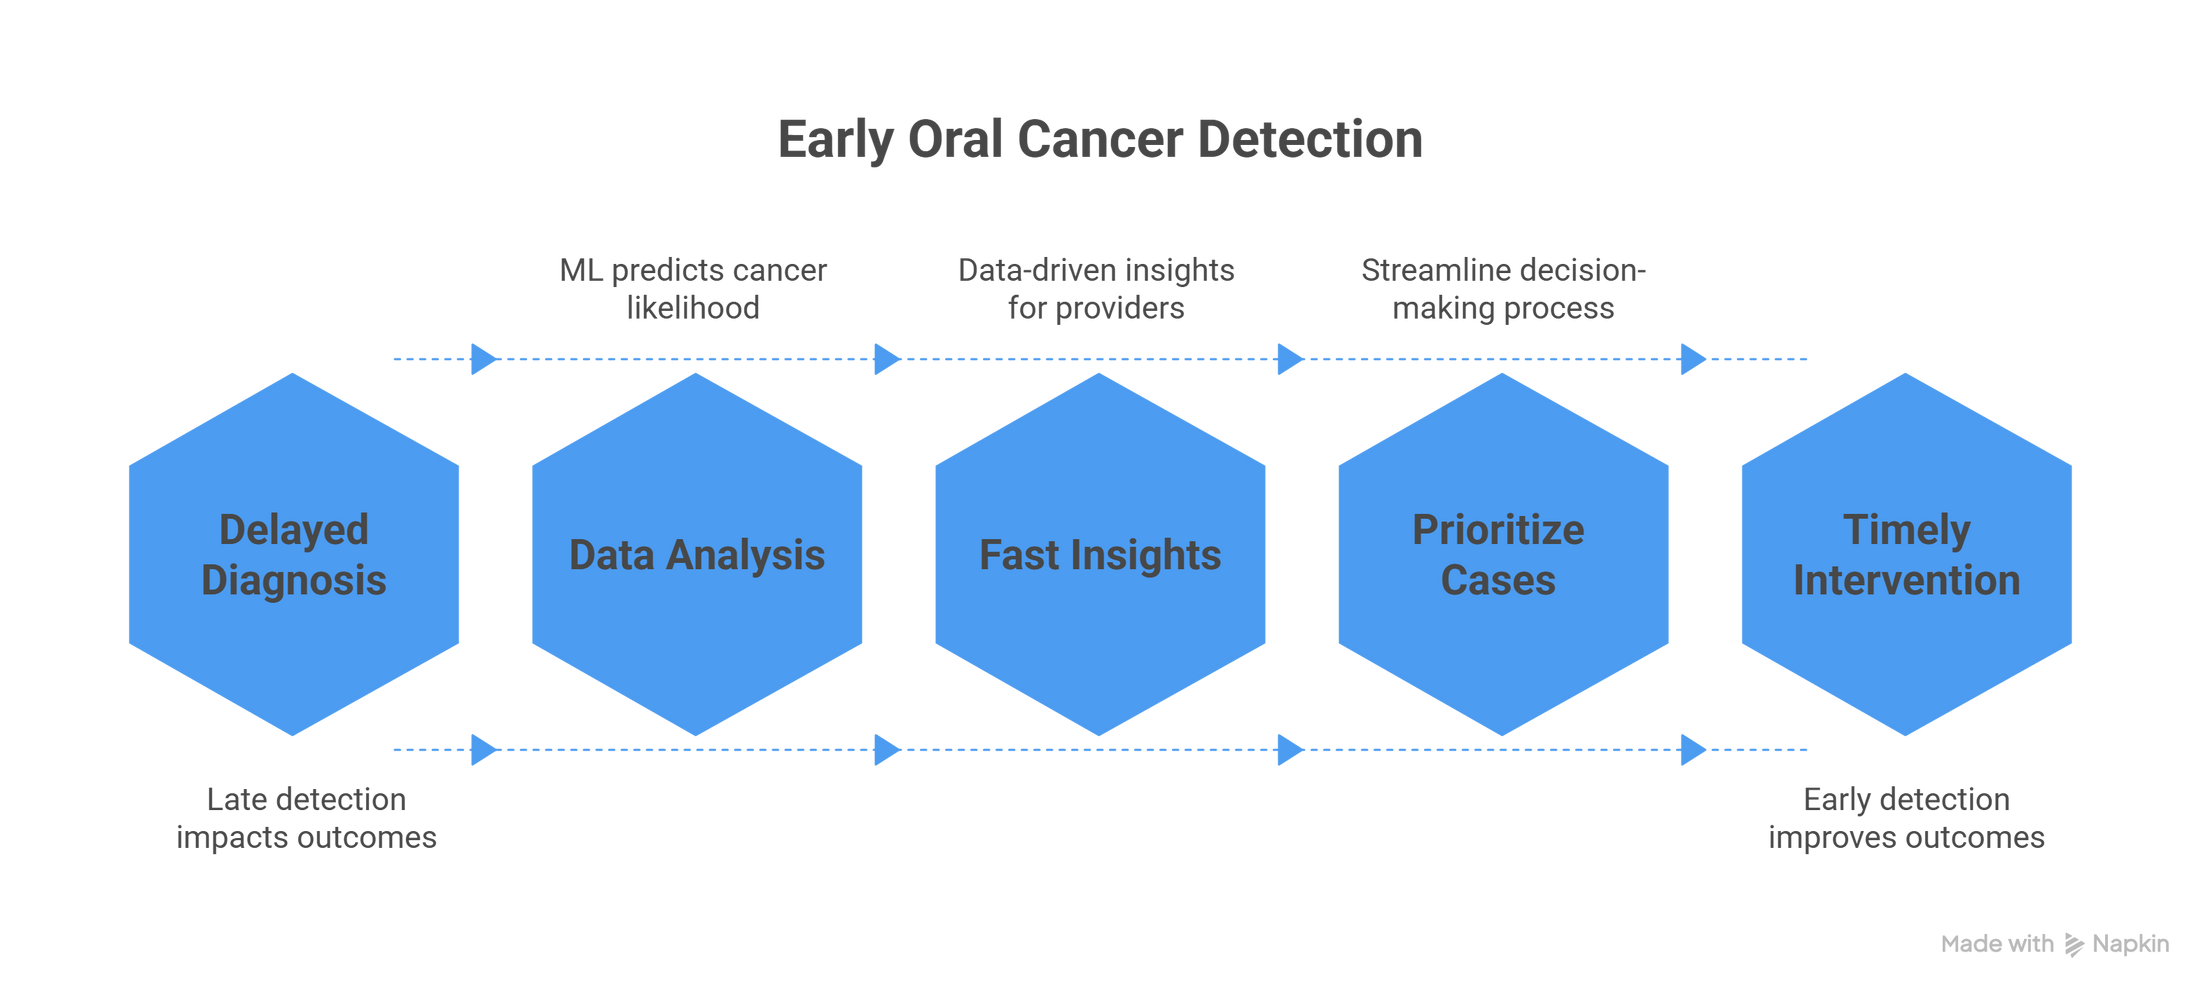 Early Oral Cancer Detection
ML predicts cancer
likelihood
Data-driven insights
for providers
Streamline decision-
making process
Delayed
Diagnosis
Data Analysis
Fast Insights
Prioritize
Cases
Timely
Intervention
Late detection
impacts outcomes
Early detection
improves outcomes
Made with Napkin